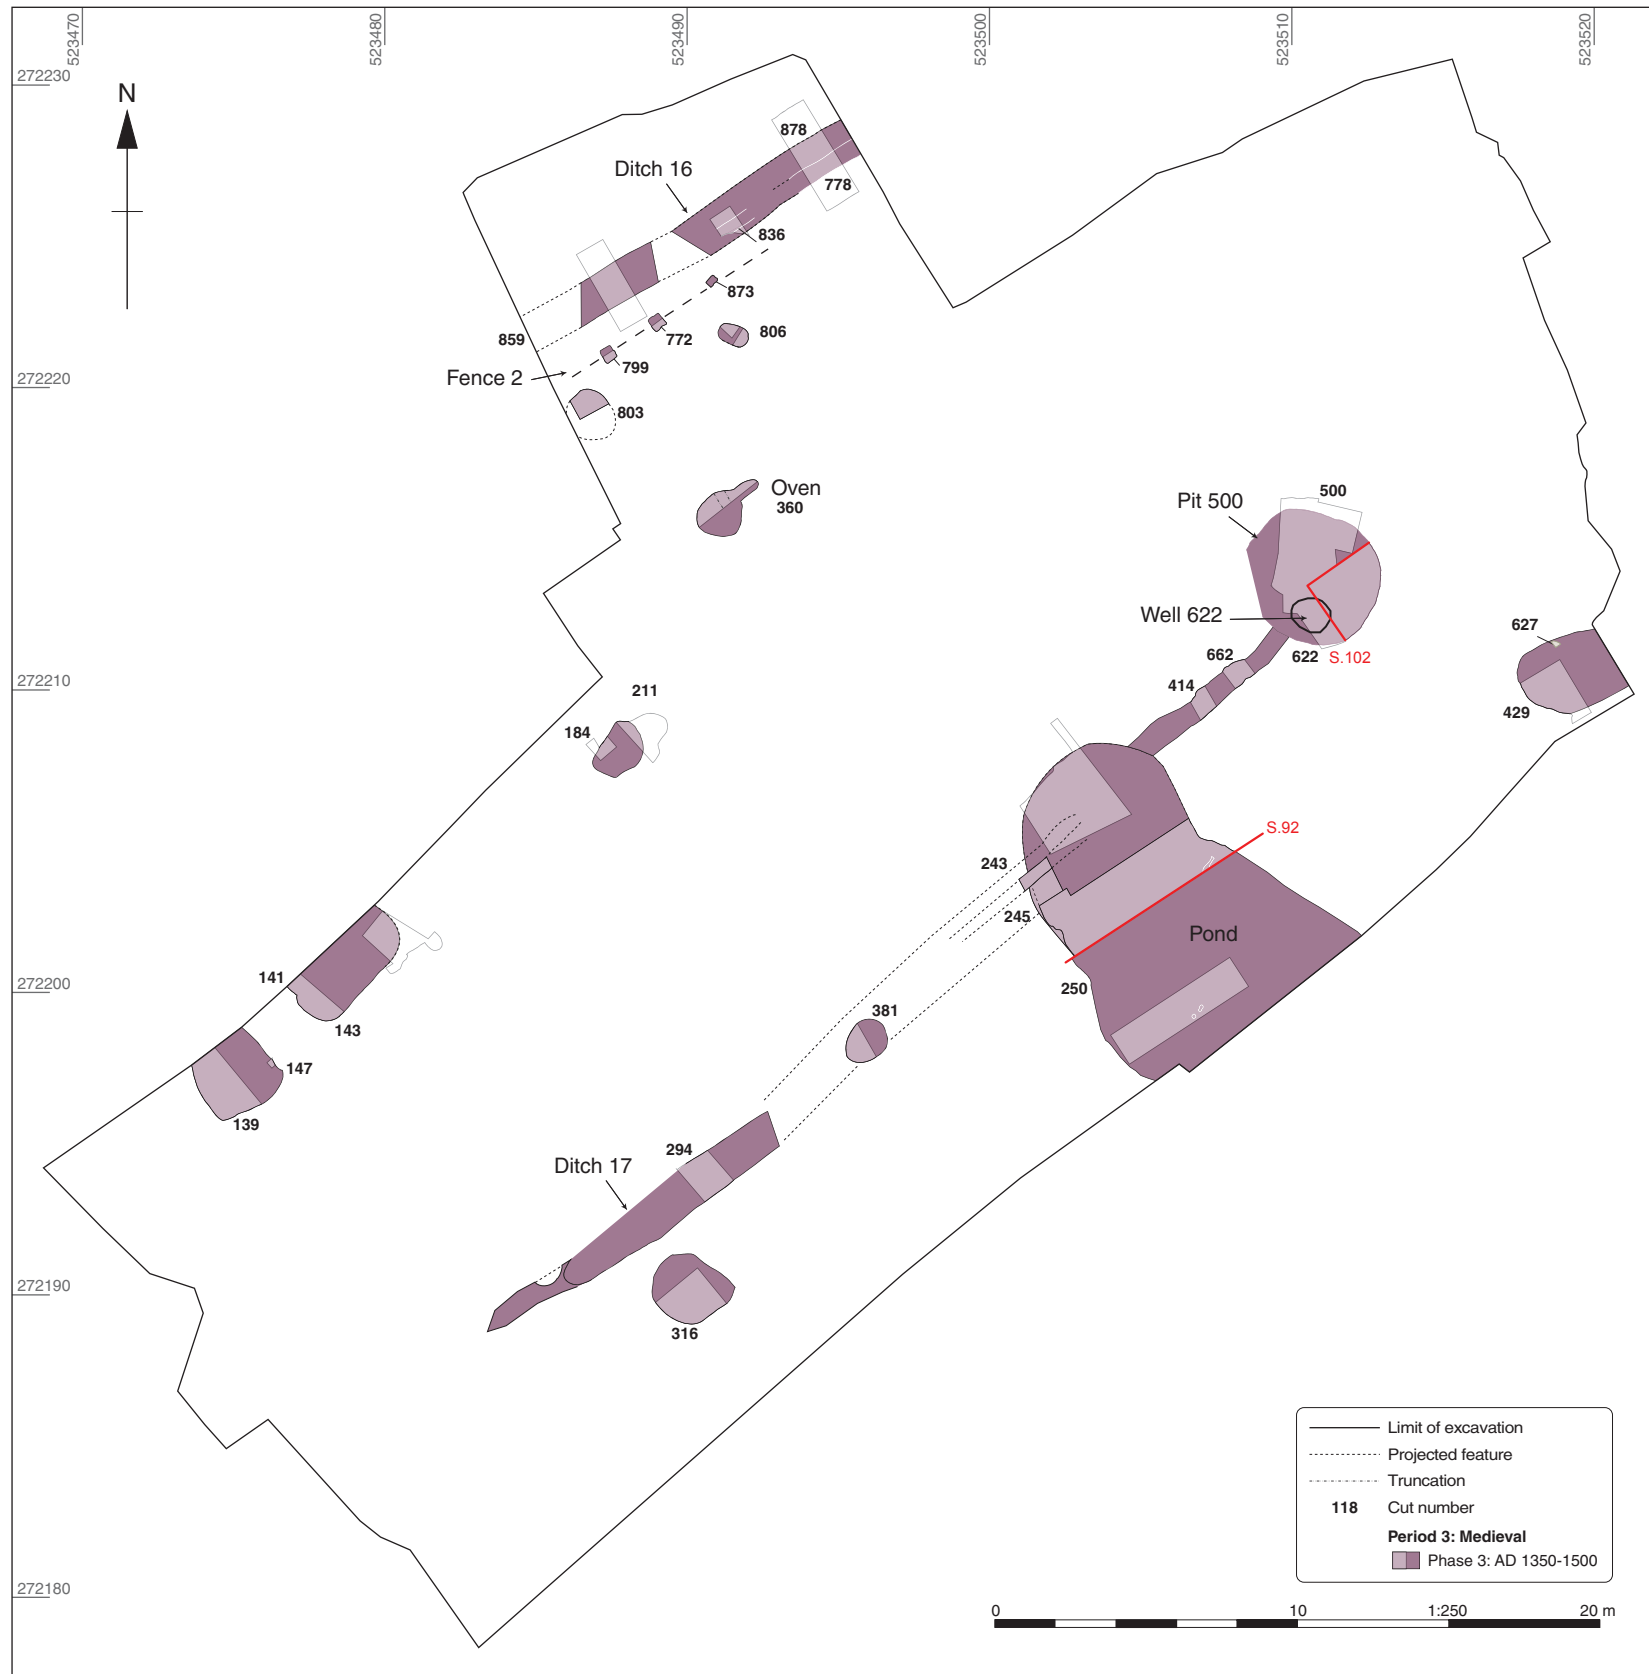 523470
523480
523490
523500
523510
523520
272230
272220
272210
272200
272190
272180
N
878
Ditch 16
778
836
873
859
772
806
799
Fence 2
803
Oven
360
500
Pit 500
Well 622
622
S.102
662
627
414
429
211
184
S.92
243
245
Pond
250
141
143
381
147
139
294
Ditch 17
316
Limit of excavation
Projected feature
Truncation
118 Cut number
Period 3: Medieval
Phase 3: AD 1350-1500
0 10 1:250 20 m